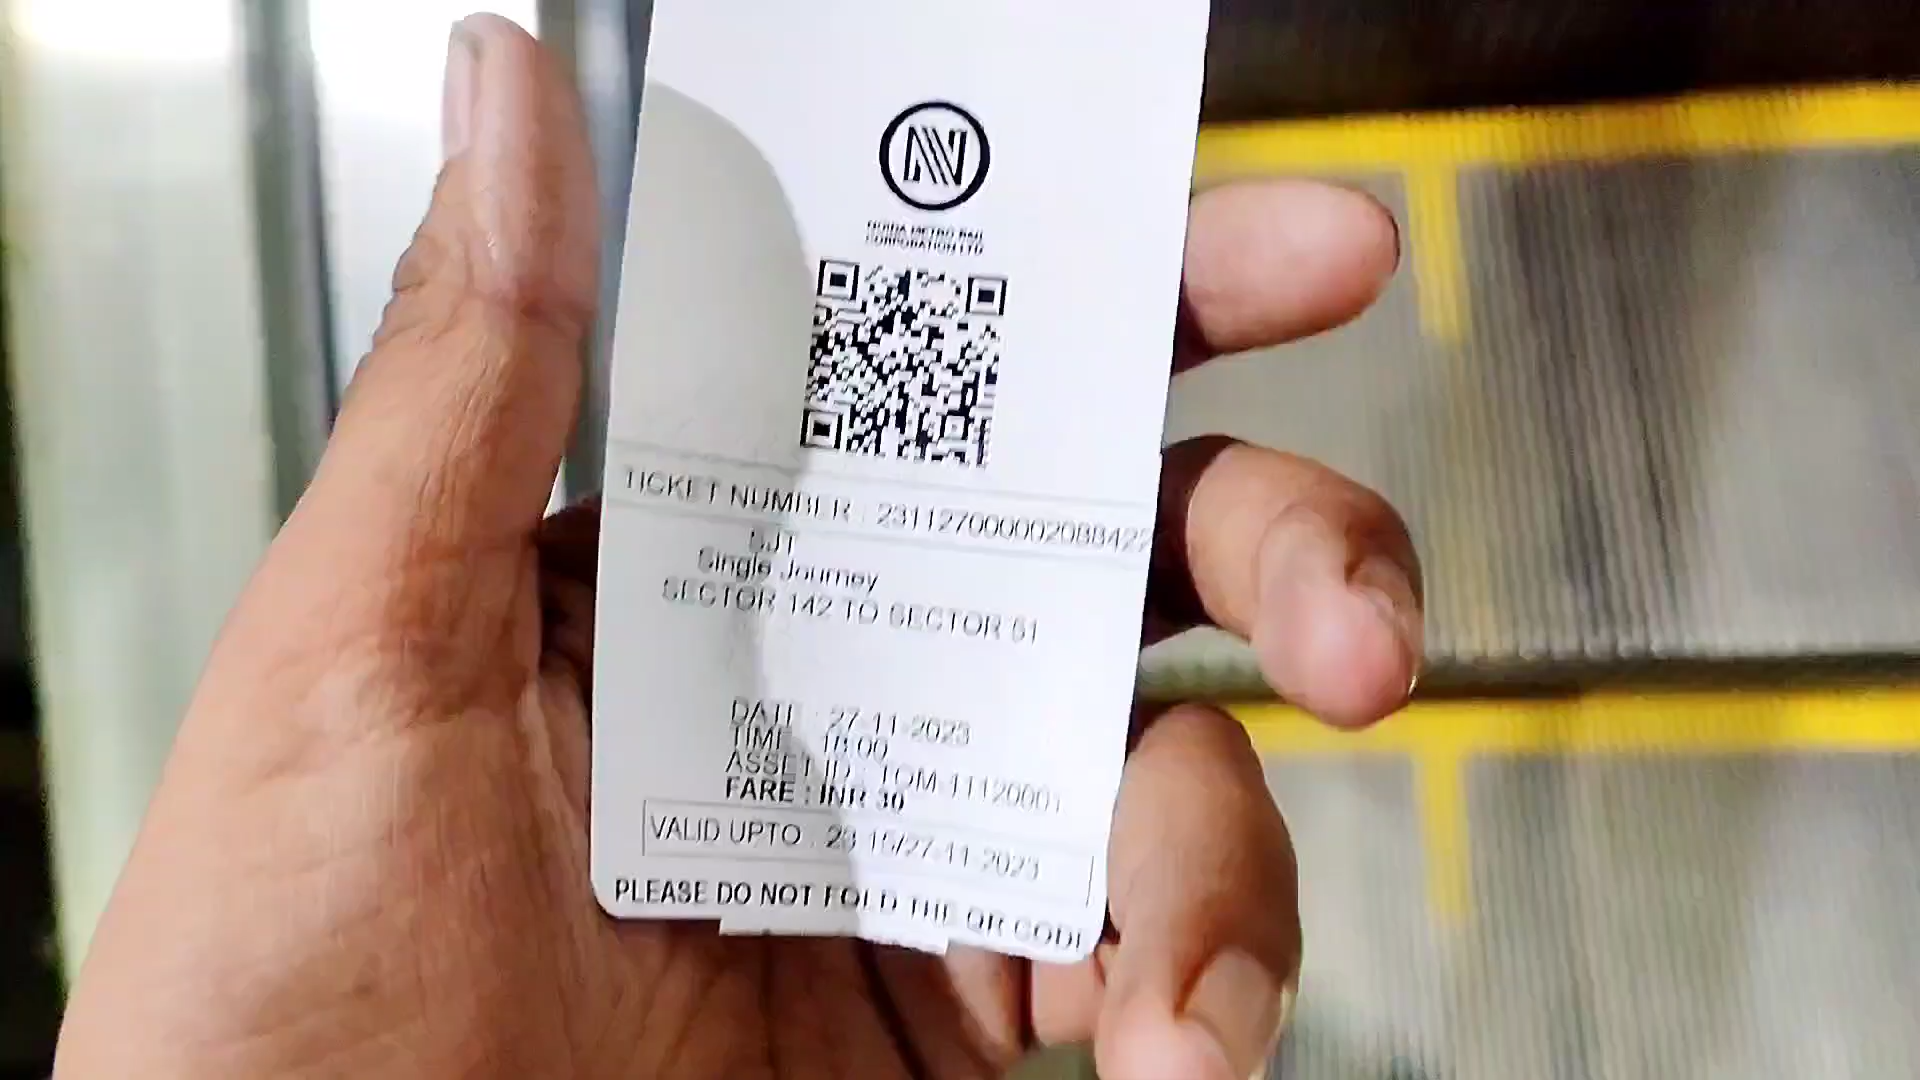 NOIDA METRO RAIL
CORPORATION LTD
TICKET NUMBER : 231127000002088422
SJT
Single Journey
SECTOR 142 TO SECTOR 51
DATE : 27-11-2023
TIME : 18:00
ASSET ID : TOM-11120001
FARE : INR 30
VALID UPTO : 23:15/27-11-2023
PLEASE DO NOT FOLD THE QR CODE